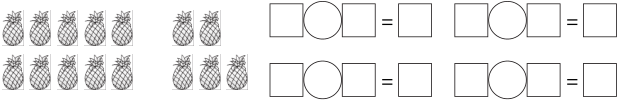 = =
= =